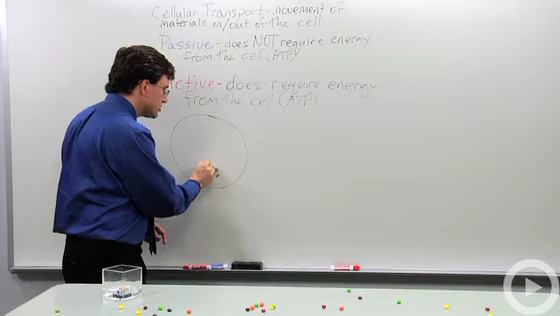 Cellular Transport-movement of
materials in/out of the cell
Passive-does NOT require energy
from the cell (ATP)
Active-does require energy
from the cell (ATP)